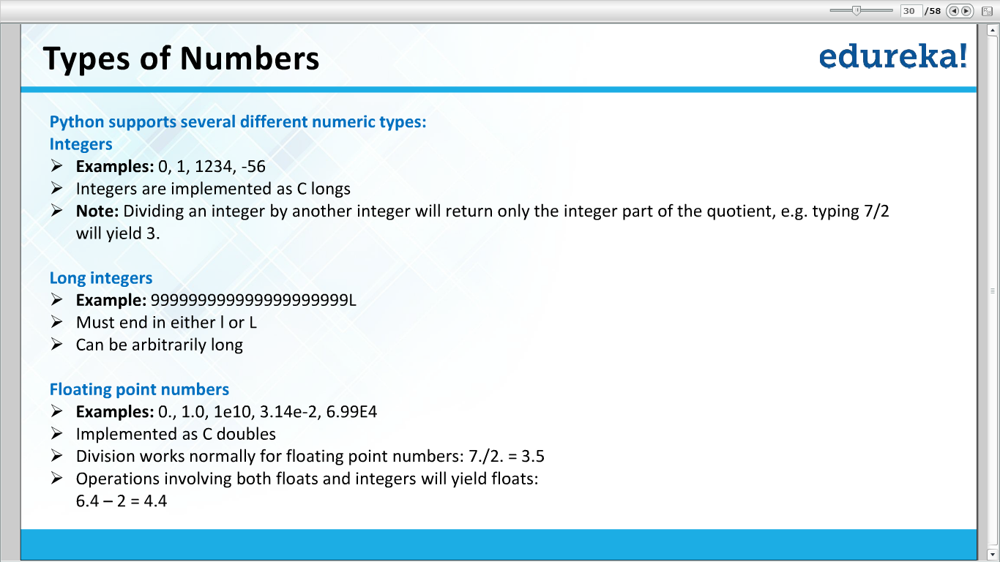 30 /58
Types of Numbers
edureka!
Python supports several different numeric types:
Integers
➢ Examples: 0, 1, 1234, -56
➢ Integers are implemented as C longs
➢ Note: Dividing an integer by another integer will return only the integer part of the quotient, e.g. typing 7/2
will yield 3.
Long integers
➢ Example: 999999999999999999999L
➢ Must end in either l or L
➢ Can be arbitrarily long
Floating point numbers
➢ Examples: 0., 1.0, 1e10, 3.14e-2, 6.99E4
➢ Implemented as C doubles
➢ Division works normally for floating point numbers: 7./2. = 3.5
➢ Operations involving both floats and integers will yield floats:
6.4 – 2 = 4.4